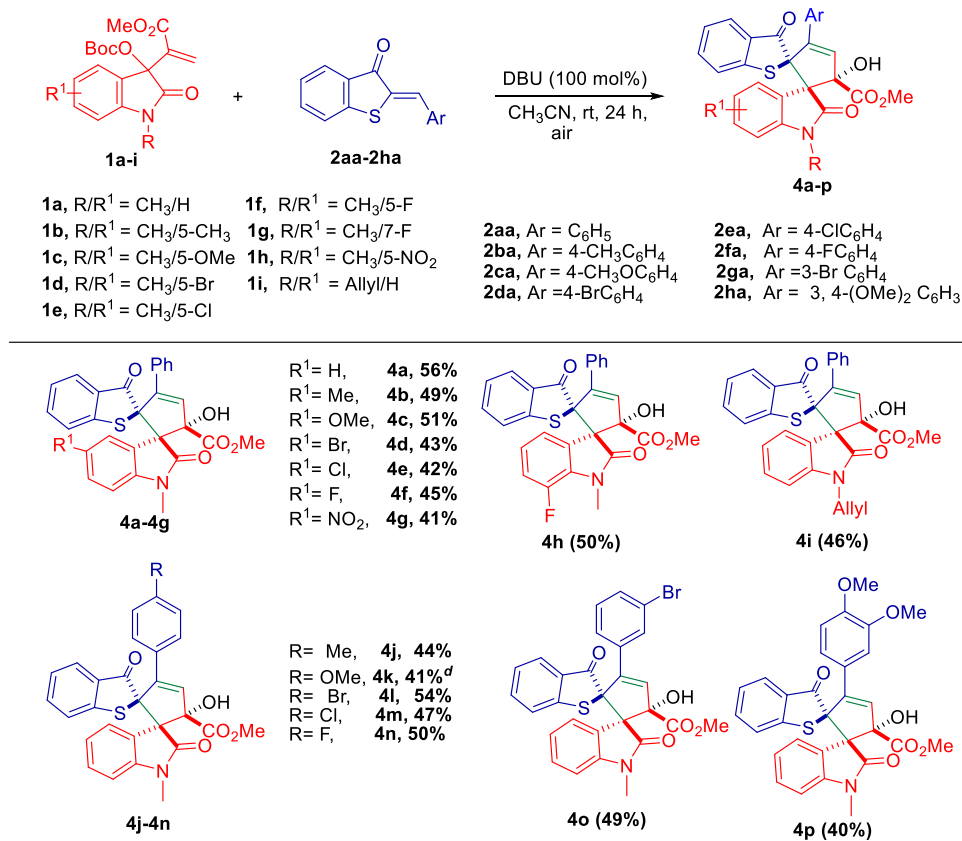 MeO₂C
BocO
R¹
O
N
R
1a-i
+
O
S
Ar
2aa-2ha
DBU (100 mol%)
CH₃CN, rt, 24 h,
air
O
Ar
S
OH
R¹
CO₂Me
O
N
R
4a-p
1a, R/R¹ = CH₃/H
1b, R/R¹ = CH₃/5-CH₃
1c, R/R¹ = CH₃/5-OMe
1d, R/R¹ = CH₃/5-Br
1e, R/R¹ = CH₃/5-Cl
1f, R/R¹ = CH₃/5-F
1g, R/R¹ = CH₃/7-F
1h, R/R¹ = CH₃/5-NO₂
1i, R/R¹ = Allyl/H
2aa, Ar = C₆H₅
2ba, Ar = 4-CH₃C₆H₄
2ca, Ar = 4-CH₃OC₆H₄
2da, Ar =4-BrC₆H₄
2ea, Ar = 4-ClC₆H₄
2fa, Ar = 4-FC₆H₄
2ga, Ar =3-Br C₆H₄
2ha, Ar = 3, 4-(OMe)₂ C₆H₃
O
Ph
S
OH
R¹
CO₂Me
O
N
4a-4g
R¹= H, 4a, 56%
R¹= Me, 4b, 49%
R¹= OMe, 4c, 51%
R¹= Br, 4d, 43%
R¹= Cl, 4e, 42%
R¹= F, 4f, 45%
R¹= NO₂, 4g, 41%
O
Ph
S
OH
CO₂Me
O
N
F
4h (50%)
O
Ph
S
OH
CO₂Me
O
N
Allyl
4i (46%)
R
O
S
OH
CO₂Me
O
N
4j-4n
R= Me, 4j, 44%
R= OMe, 4k, 41%ᵈ
R= Br, 4l, 54%
R= Cl, 4m, 47%
R= F, 4n, 50%
Br
O
S
OH
CO₂Me
O
N
4o (49%)
OMe
OMe
O
S
OH
CO₂Me
O
N
4p (40%)